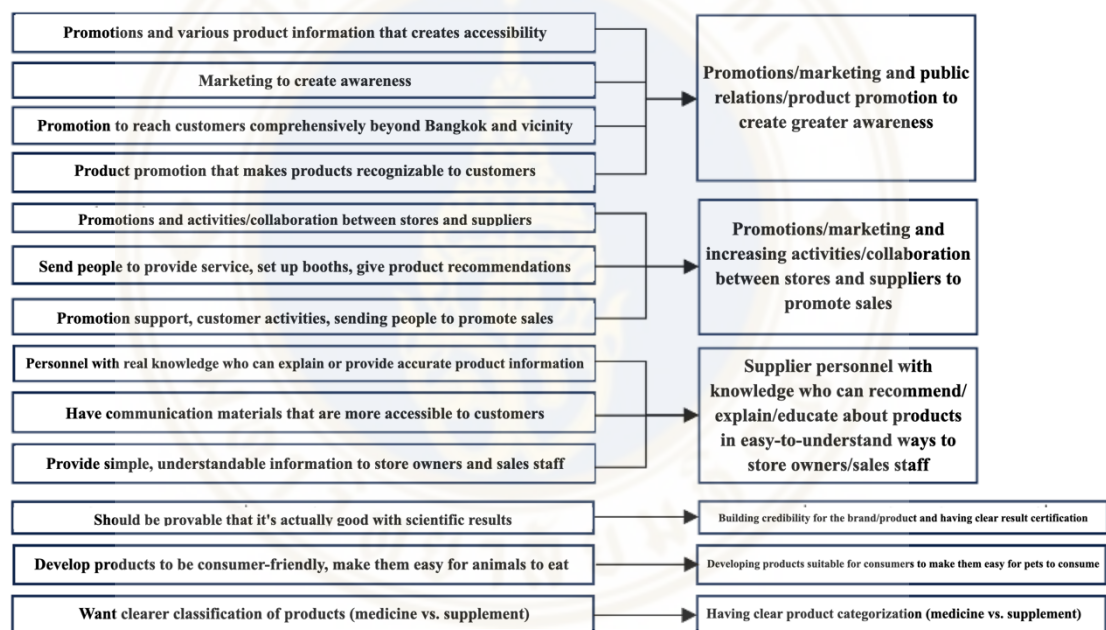 Promotions and various product information that creates accessibility
Marketing to create awareness
Promotion to reach customers comprehensively beyond Bangkok and vicinity
Product promotion that makes products recognizable to customers
Promotions/marketing and public
relations/product promotion to
create greater awareness
Promotions and activities/collaboration between stores and suppliers
Send people to provide service, set up booths, give product recommendations
Promotion support, customer activities, sending people to promote sales
Promotions/marketing and
increasing activities/collaboration
between stores and suppliers to
promote sales
Personnel with real knowledge who can explain or provide accurate product information
Have communication materials that are more accessible to customers
Provide simple, understandable information to store owners and sales staff
Supplier personnel with
knowledge who can recommend/
explain/educate about products
in easy-to-understand ways to
store owners/sales staff
Should be provable that it's actually good with scientific results
Building credibility for the brand/product and having clear result certification
Develop products to be consumer-friendly, make them easy for animals to eat
Developing products suitable for consumers to make them easy for pets to consume
Want clearer classification of products (medicine vs. supplement)
Having clear product categorization (medicine vs. supplement)